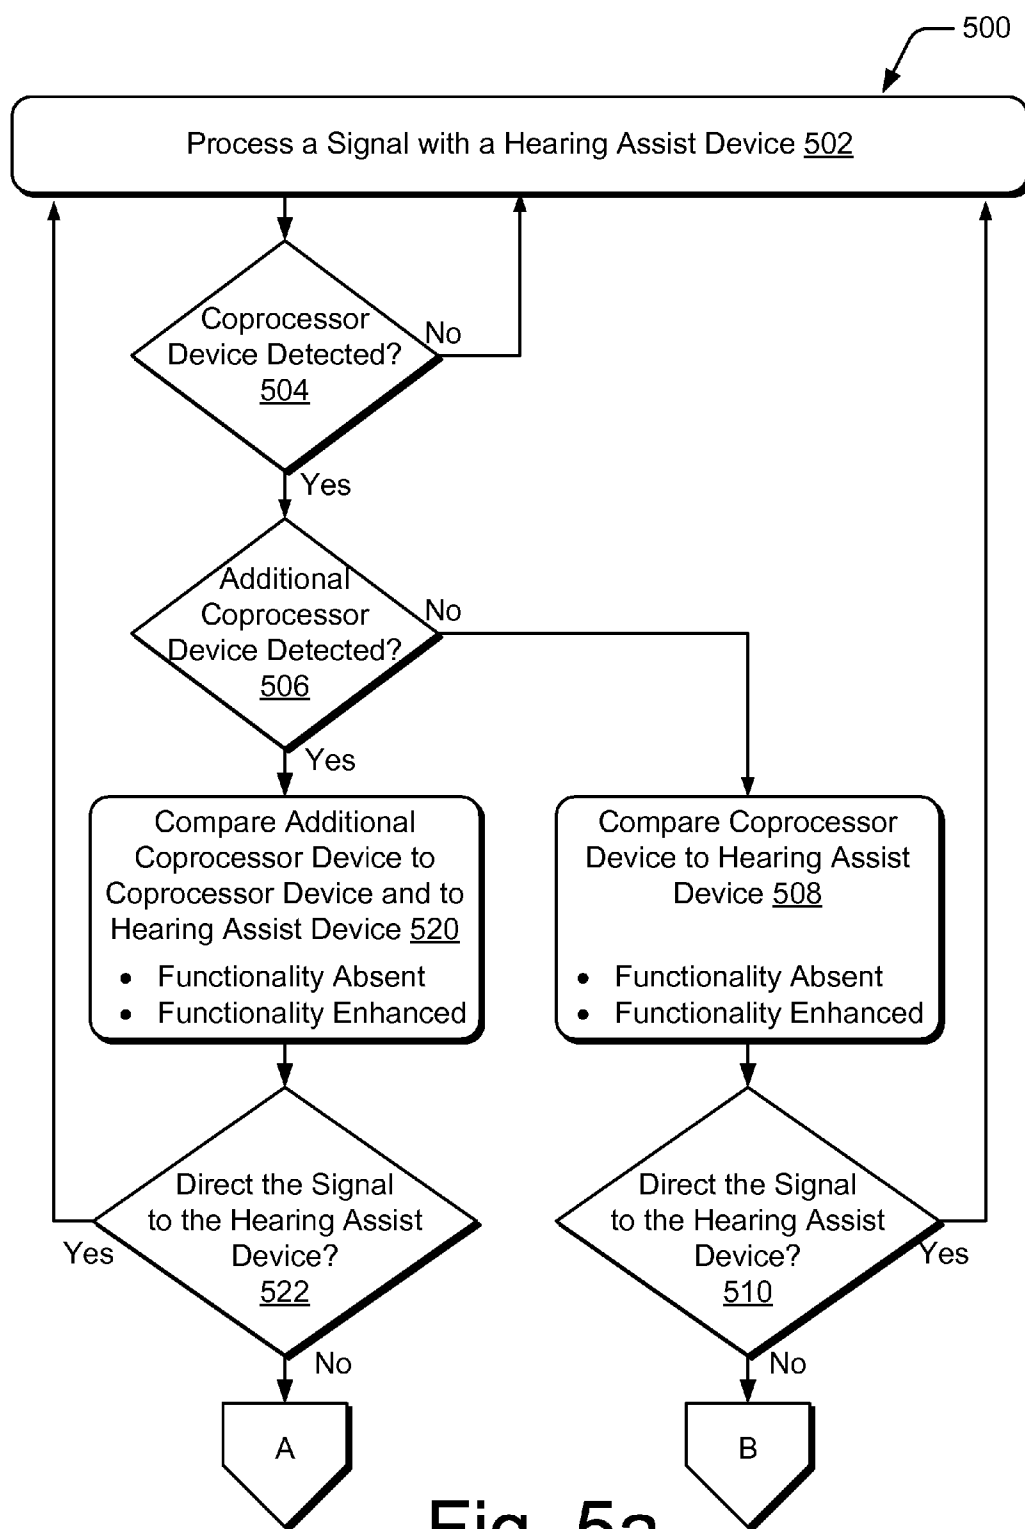 500
Process a Signal with a Hearing Assist Device 502
Coprocessor
Device Detected?
504
No
Yes
Additional
Coprocessor
Device Detected?
506
No
Yes
Compare Additional
Coprocessor Device to
Coprocessor Device and to
Hearing Assist Device 520
• Functionality Absent
• Functionality Enhanced
Compare Coprocessor
Device to Hearing Assist
Device 508
• Functionality Absent
• Functionality Enhanced
Direct the Signal
to the Hearing Assist
Device?
522
Yes
No
Direct the Signal
to the Hearing Assist
Device?
510
Yes
No
A
B
Fig. 5a